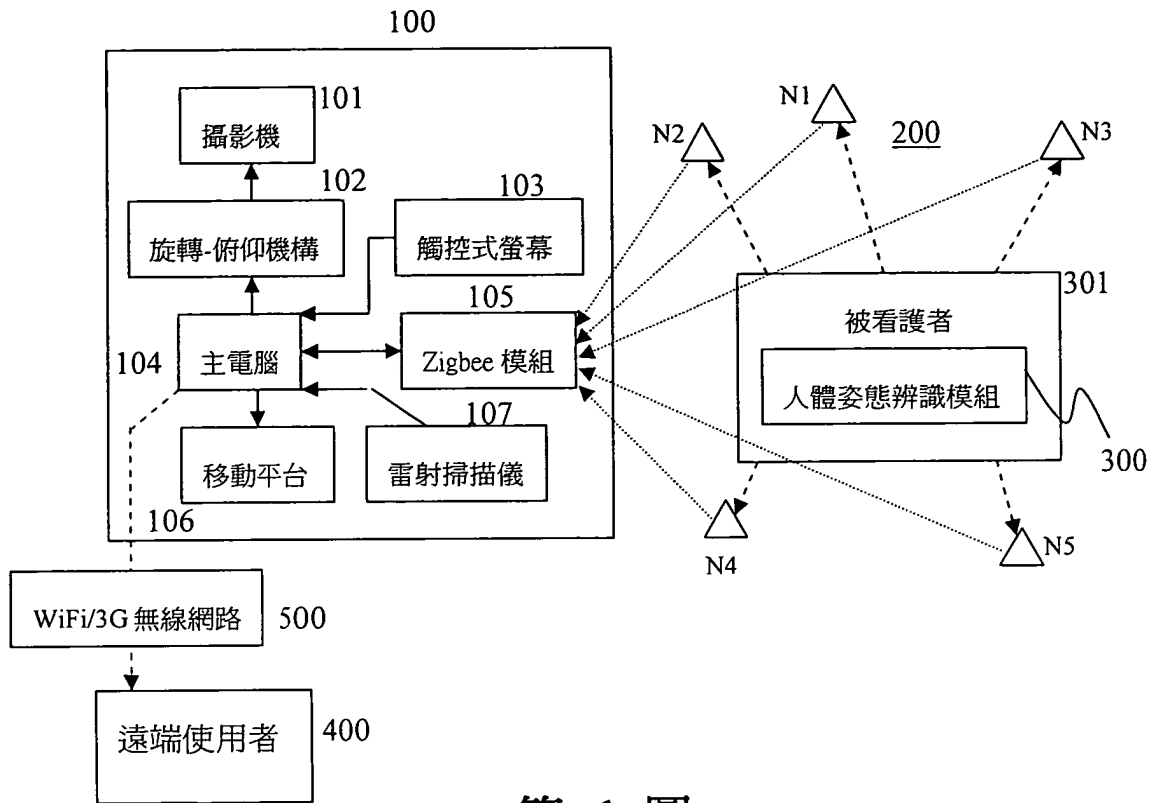 100
101
攝影機
102
旋轉-俯仰機構
103
觸控式螢幕
104
主電腦
105
Zigbee 模組
106
移動平台
107
雷射掃描儀
N1
N2
200
N3
301
被看護者
人體姿態辨識模組
300
N4
N5
WiFi/3G 無線網路
500
遠端使用者
400
第 1 圖